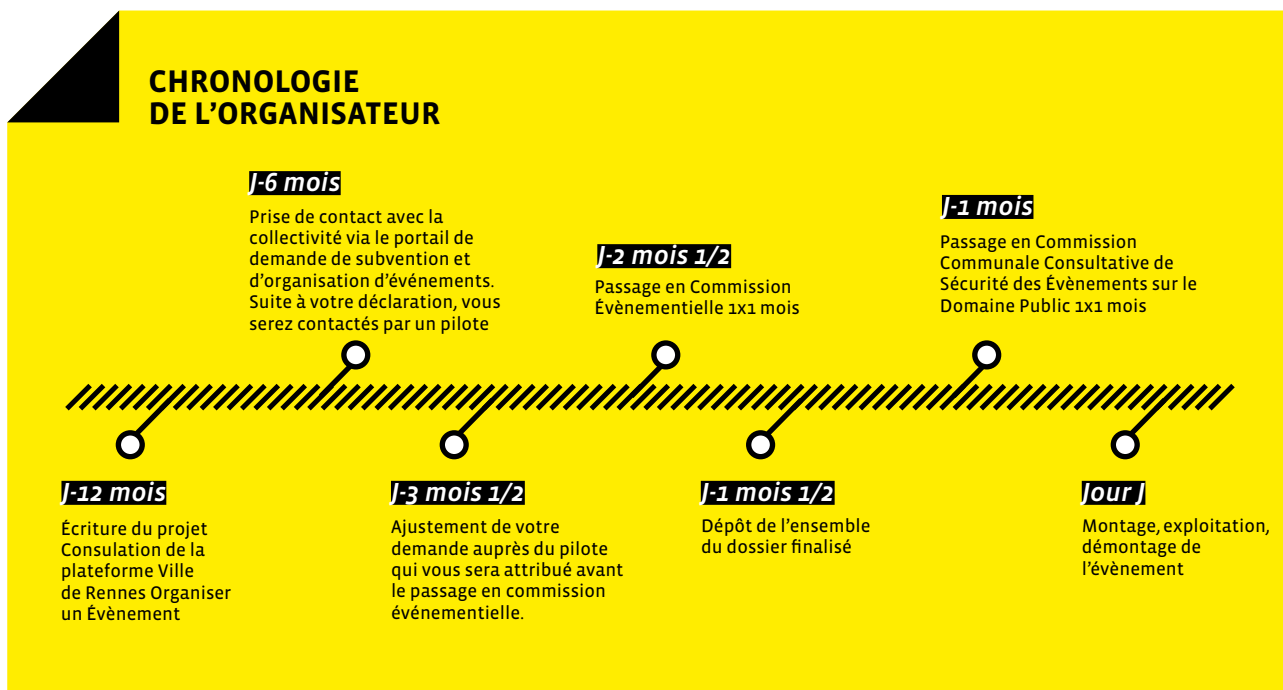 CHRONOLOGIE
DE L'ORGANISATEUR
J-12 mois
Écriture du projet
Consulation de la
plateforme Ville
de Rennes Organiser
un Évènement
J-6 mois
Prise de contact avec la
collectivité via le portail de
demande de subvention et
d'organisation d'événements.
Suite à votre déclaration, vous
serez contactés par un pilote
J-3 mois 1/2
Ajustement de votre
demande auprès du pilote
qui vous sera attribué avant
le passage en commission
événementielle.
J-2 mois 1/2
Passage en Commission
Évènementielle 1x1 mois
J-1 mois 1/2
Dépôt de l'ensemble
du dossier finalisé
J-1 mois
Passage en Commission
Communale Consultative de
Sécurité des Évènements sur le
Domaine Public 1x1 mois
Jour J
Montage, exploitation,
démontage de
l'évènement